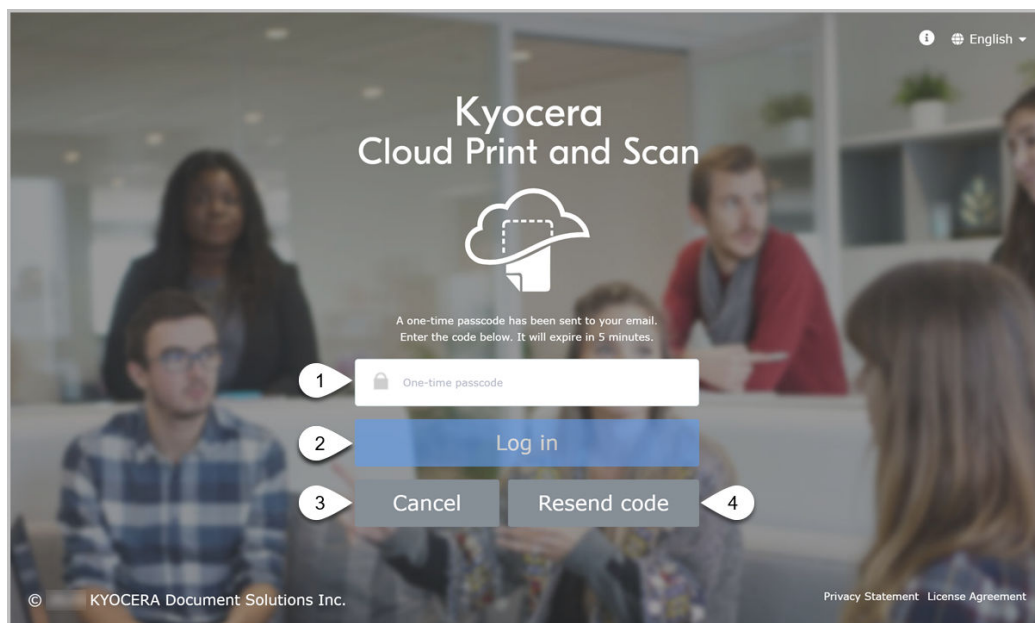 English
Kyocera
Cloud Print and Scan
A one-time passcode has been sent to your email.
Enter the code below. It will expire in 5 minutes.
1
One-time passcode
2
Log in
3
Cancel
Resend code
4
© KYOCERA Document Solutions Inc.
Privacy Statement License Agreement